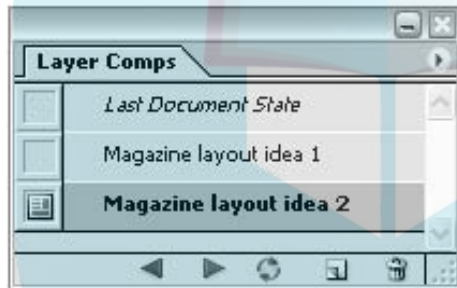 Layer Comps
Last Document State
Magazine layout idea 1
Magazine layout idea 2